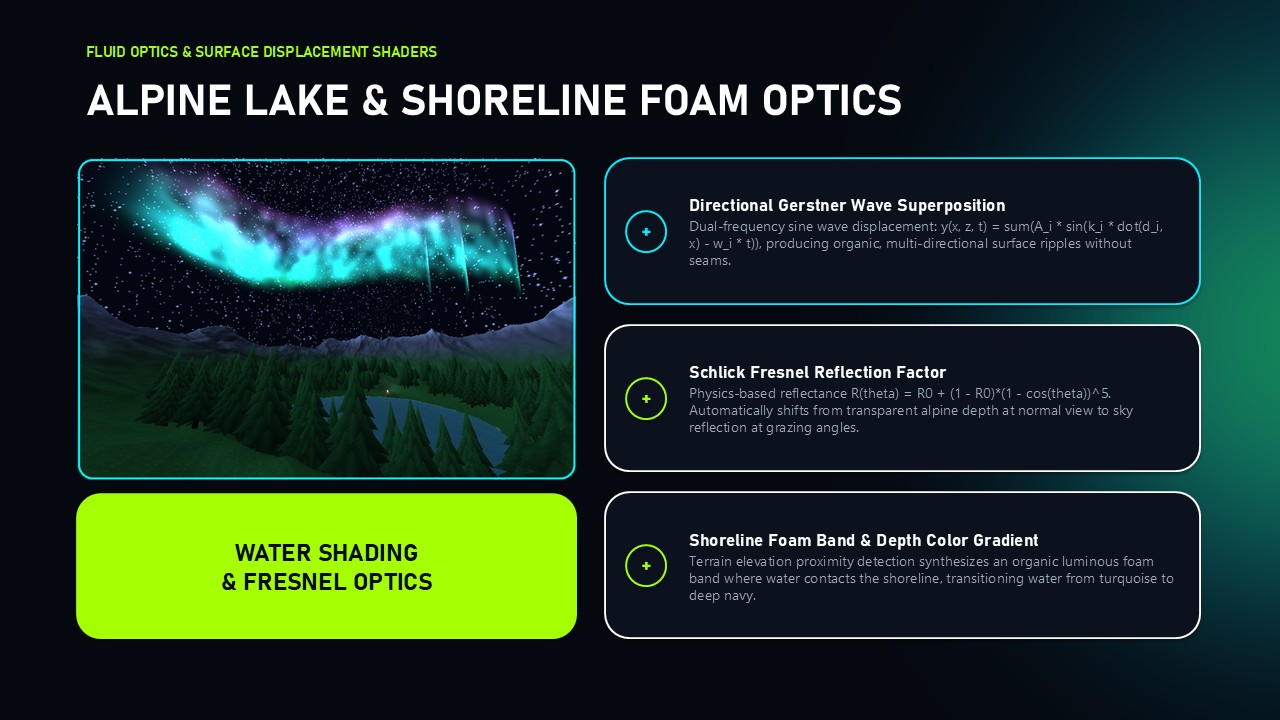 FLUID OPTICS & SURFACE DISPLACEMENT SHADERS
ALPINE LAKE & SHORELINE FOAM OPTICS
WATER SHADING
& FRESNEL OPTICS
+
Directional Gerstner Wave Superposition
Dual-frequency sine wave displacement: y(x, z, t) = sum(A_i * sin(k_i * dot(d_i,
x) - w_i * t)), producing organic, multi-directional surface ripples without
seams.
+
Schlick Fresnel Reflection Factor
Physics-based reflectance R(theta) = R0 + (1 - R0)*(1 - cos(theta))^5.
Automatically shifts from transparent alpine depth at normal view to sky
reflection at grazing angles.
+
Shoreline Foam Band & Depth Color Gradient
Terrain elevation proximity detection synthesizes an organic luminous foam
band where water contacts the shoreline, transitioning water from turquoise to
deep navy.